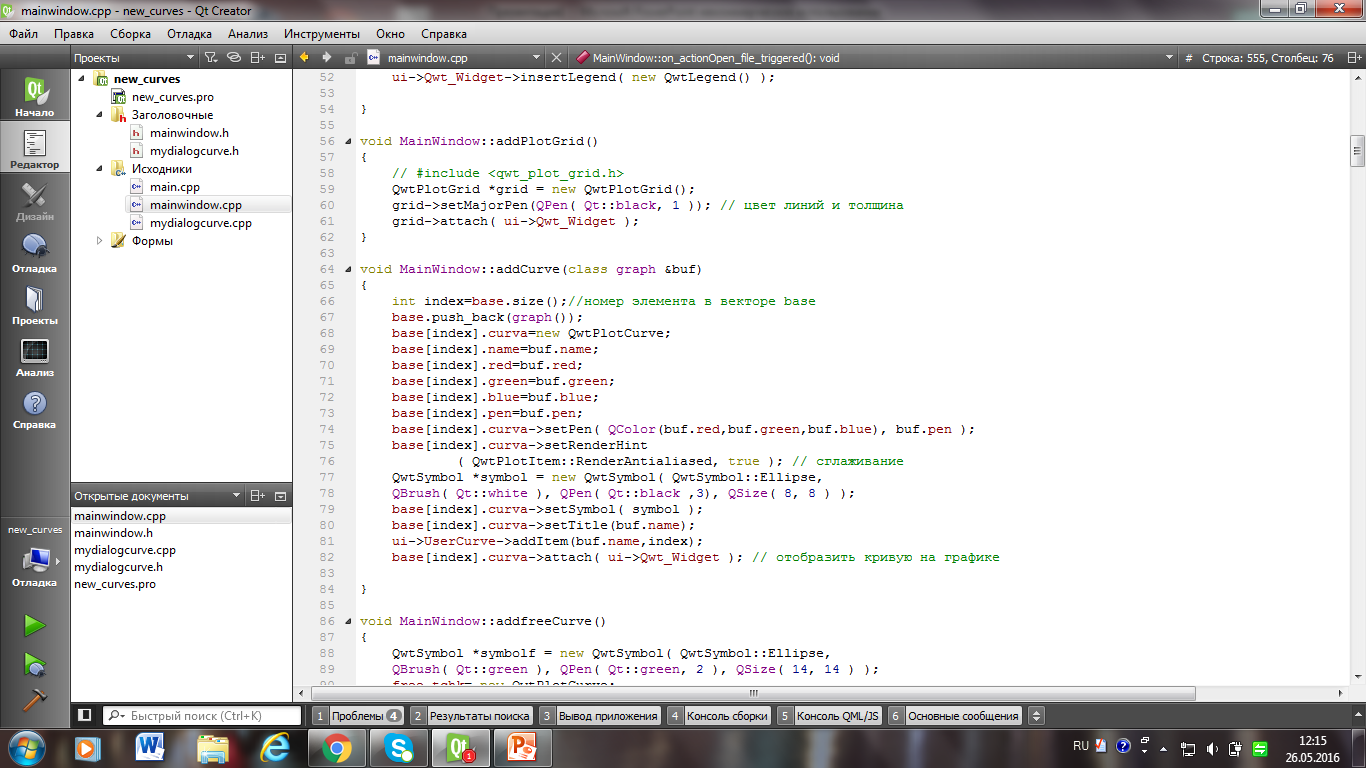 mainwindow.cpp - new_curves - Qt Creator
Файл Правка Сборка Отладка Анализ Инструменты Окно Справка
Проекты
mainwindow.cpp
MainWindow::on_actionOpen_file_triggered(): void
# Строка: 555, Столбец: 76
Начало
Редактор
Дизайн
Отладка
Проекты
Анализ
Справка
new_curves
Отладка
new_curves
new_curves.pro
Заголовочные
mainwindow.h
mydialogcurve.h
Исходники
main.cpp
mainwindow.cpp
mydialogcurve.cpp
Формы
Открытые документы
mainwindow.cpp
mainwindow.h
mydialogcurve.cpp
mydialogcurve.h
new_curves.pro
52 ui->Qwt_Widget->insertLegend( new QwtLegend() );
53
54 }
55
56 void MainWindow::addPlotGrid()
57 {
58 // #include <qwt_plot_grid.h>
59 QwtPlotGrid *grid = new QwtPlotGrid();
60 grid->setMajorPen(QPen( Qt::black, 1 )); // цвет линий и толщина
61 grid->attach( ui->Qwt_Widget );
62 }
63
64 void MainWindow::addCurve(class graph &buf)
65 {
66 int index=base.size();//номер элемента в векторе base
67 base.push_back(graph());
68 base[index].curva=new QwtPlotCurve;
69 base[index].name=buf.name;
70 base[index].red=buf.red;
71 base[index].green=buf.green;
72 base[index].blue=buf.blue;
73 base[index].pen=buf.pen;
74 base[index].curva->setPen( QColor(buf.red,buf.green,buf.blue), buf.pen );
75 base[index].curva->setRenderHint
76 ( QwtPlotItem::RenderAntialiased, true ); // сглаживание
77 QwtSymbol *symbol = new QwtSymbol( QwtSymbol::Ellipse,
78 QBrush( Qt::white ), QPen( Qt::black ,3), QSize( 8, 8 ) );
79 base[index].curva->setSymbol( symbol );
80 base[index].curva->setTitle(buf.name);
81 ui->UserCurve->addItem(buf.name,index);
82 base[index].curva->attach( ui->Qwt_Widget ); // отобразить кривую на графике
83
84 }
85
86 void MainWindow::addfreeCurve()
87 {
88 QwtSymbol *symbolf = new QwtSymbol( QwtSymbol::Ellipse,
89 QBrush( Qt::green ), QPen( Qt::green, 2 ), QSize( 14, 14 ) );
Быстрый поиск (Ctrl+K)
1 Проблемы 4 2 Результаты поиска 3 Вывод приложения 4 Консоль сборки 5 Консоль QML/JS 6 Основные сообщения
RU
12:15
26.05.2016